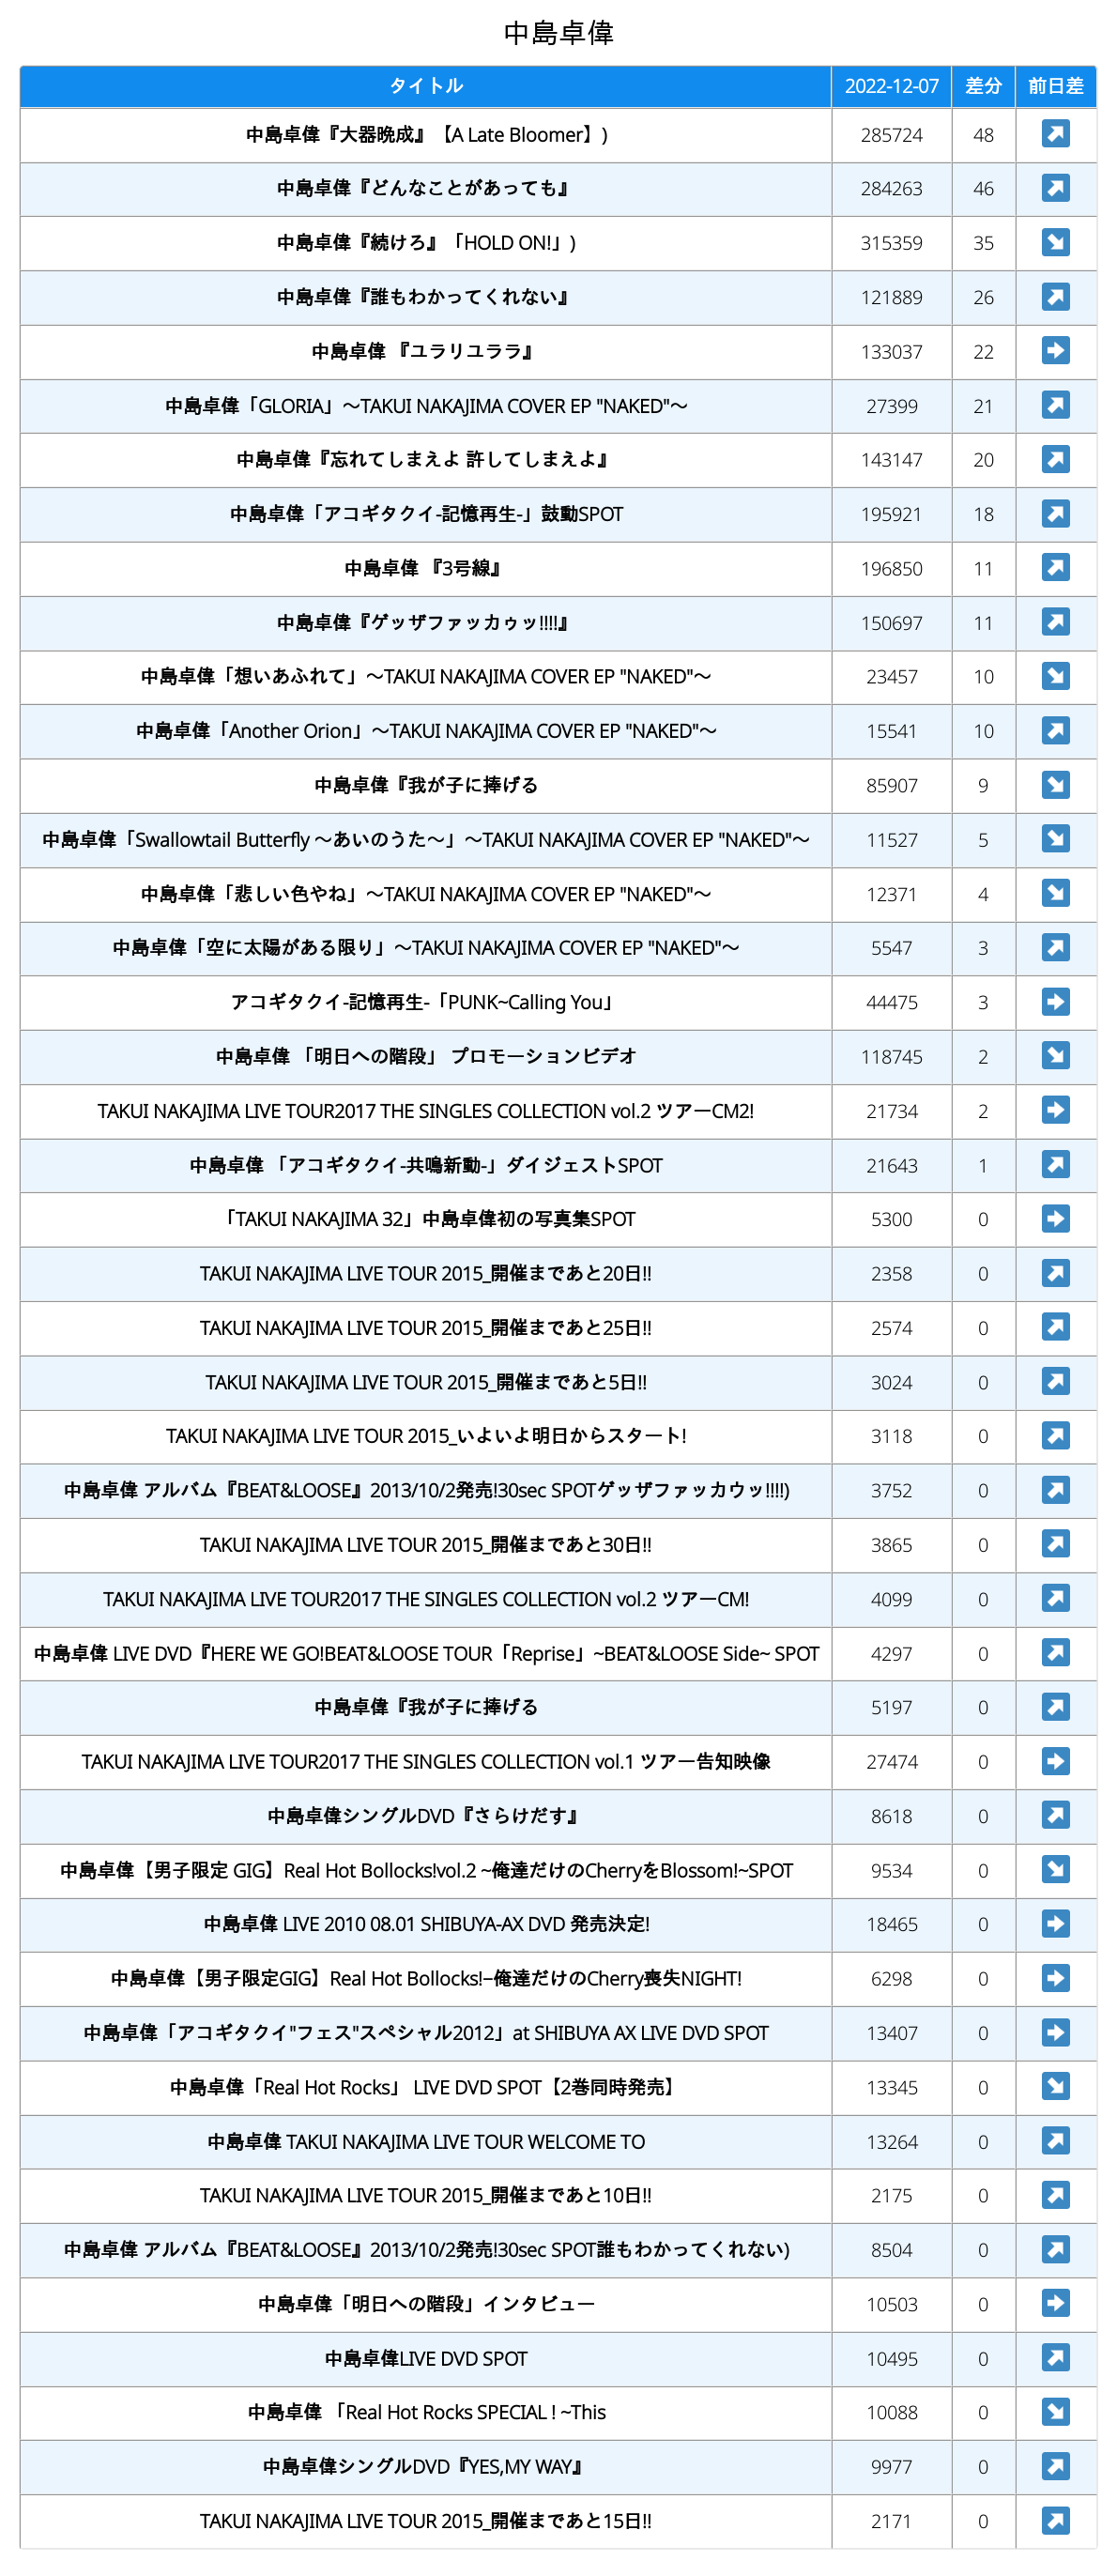 中島卓偉
タイトル 2022-12-07 差分 前日差
中島卓偉『大器晩成』【A Late Bloomer】) 285724 48 ↗
中島卓偉『どんなことがあっても』 284263 46 ↗
中島卓偉『続けろ』「HOLD ON!」) 315359 35 ↘
中島卓偉『誰もわかってくれない』 121889 26 ↗
中島卓偉 『ユラリユララ』 133037 22 ➡
中島卓偉「GLORIA」〜TAKUI NAKAJIMA COVER EP "NAKED"〜 27399 21 ↗
中島卓偉『忘れてしまえよ 許してしまえよ』 143147 20 ↗
中島卓偉「アコギタクイ-記憶再生-」鼓動SPOT 195921 18 ↗
中島卓偉 『3号線』 196850 11 ↗
中島卓偉『ゲッザファッカゥッ!!!!』 150697 11 ↗
中島卓偉「想いあふれて」〜TAKUI NAKAJIMA COVER EP "NAKED"〜 23457 10 ↘
中島卓偉「Another Orion」〜TAKUI NAKAJIMA COVER EP "NAKED"〜 15541 10 ↗
中島卓偉『我が子に捧げる 85907 9 ↘
中島卓偉「Swallowtail Butterfly 〜あいのうた〜」〜TAKUI NAKAJIMA COVER EP "NAKED"〜 11527 5 ↘
中島卓偉「悲しい色やね」〜TAKUI NAKAJIMA COVER EP "NAKED"〜 12371 4 ↘
中島卓偉「空に太陽がある限り」〜TAKUI NAKAJIMA COVER EP "NAKED"〜 5547 3 ↗
アコギタクイ-記憶再生-「PUNK~Calling You」 44475 3 ➡
中島卓偉 「明日への階段」 プロモーションビデオ 118745 2 ↘
TAKUI NAKAJIMA LIVE TOUR2017 THE SINGLES COLLECTION vol.2 ツアーCM2! 21734 2 ➡
中島卓偉 「アコギタクイ-共鳴新動-」ダイジェストSPOT 21643 1 ↗
「TAKUI NAKAJIMA 32」中島卓偉初の写真集SPOT 5300 0 ➡
TAKUI NAKAJIMA LIVE TOUR 2015_開催まであと20日!! 2358 0 ↗
TAKUI NAKAJIMA LIVE TOUR 2015_開催まであと25日!! 2574 0 ↗
TAKUI NAKAJIMA LIVE TOUR 2015_開催まであと5日!! 3024 0 ↗
TAKUI NAKAJIMA LIVE TOUR 2015_いよいよ明日からスタート! 3118 0 ↗
中島卓偉 アルバム『BEAT&LOOSE』2013/10/2発売!30sec SPOTゲッザファッカウッ!!!!) 3752 0 ↗
TAKUI NAKAJIMA LIVE TOUR 2015_開催まであと30日!! 3865 0 ↗
TAKUI NAKAJIMA LIVE TOUR2017 THE SINGLES COLLECTION vol.2 ツアーCM! 4099 0 ↗
中島卓偉 LIVE DVD『HERE WE GO!BEAT&LOOSE TOUR「Reprise」~BEAT&LOOSE Side~ SPOT 4297 0 ↗
中島卓偉『我が子に捧げる 5197 0 ↗
TAKUI NAKAJIMA LIVE TOUR2017 THE SINGLES COLLECTION vol.1 ツアー告知映像 27474 0 ➡
中島卓偉シングルDVD『さらけだす』 8618 0 ↗
中島卓偉【男子限定 GIG】Real Hot Bollocks!vol.2 ~俺達だけのCherryをBlossom!~SPOT 9534 0 ↘
中島卓偉 LIVE 2010 08.01 SHIBUYA-AX DVD 発売決定! 18465 0 ➡
中島卓偉【男子限定GIG】Real Hot Bollocks!−俺達だけのCherry喪失NIGHT! 6298 0 ➡
中島卓偉「アコギタクイ"フェス"スペシャル2012」at SHIBUYA AX LIVE DVD SPOT 13407 0 ➡
中島卓偉「Real Hot Rocks」 LIVE DVD SPOT【2巻同時発売】 13345 0 ↘
中島卓偉 TAKUI NAKAJIMA LIVE TOUR WELCOME TO 13264 0 ↗
TAKUI NAKAJIMA LIVE TOUR 2015_開催まであと10日!! 2175 0 ↗
中島卓偉 アルバム『BEAT&LOOSE』2013/10/2発売!30sec SPOT誰もわかってくれない) 8504 0 ↗
中島卓偉「明日への階段」インタビュー 10503 0 ➡
中島卓偉LIVE DVD SPOT 10495 0 ↗
中島卓偉 「Real Hot Rocks SPECIAL ! ~This 10088 0 ↘
中島卓偉シングルDVD『YES,MY WAY』 9977 0 ↗
TAKUI NAKAJIMA LIVE TOUR 2015_開催まであと15日!! 2171 0 ↗